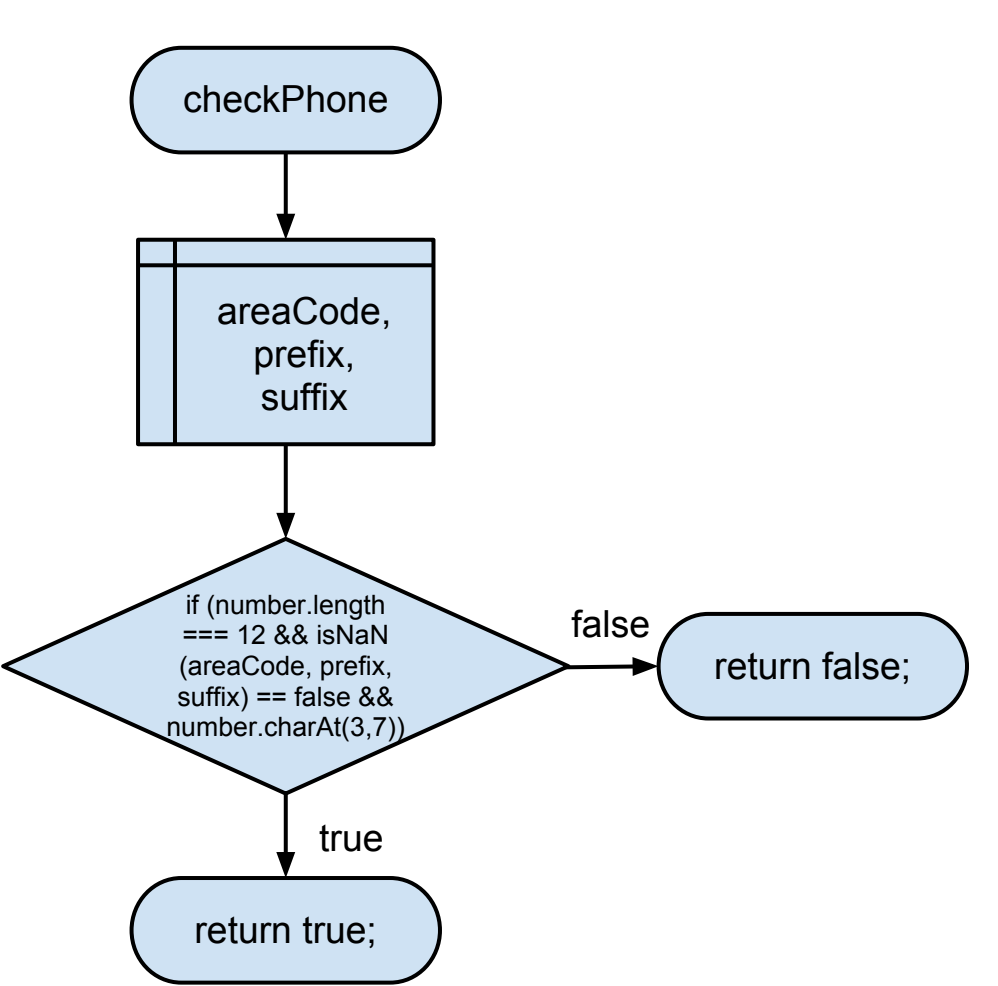 checkPhone
areaCode,
prefix,
suffix
if (number.length
=== 12 && isNaN
(areaCode, prefix,
suffix) == false &&
number.charAt(3,7))
false
return false;
true
return true;